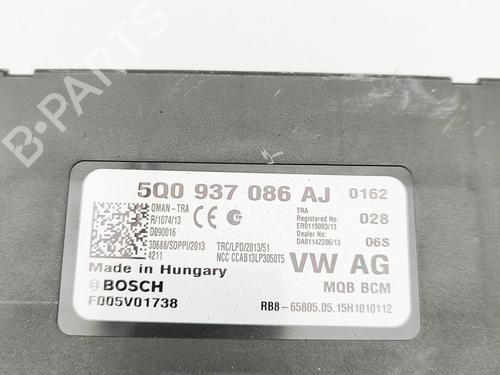 5Q0 937 086 AJ 0162
OMAN-TRA
R/1074/13
D090016
30688/SDPPI/2013
4211
CE
TRC/LPD/2013/51
NCC CCAB13LP3050T5
TRA
Registered No:
ER0119093/13
Dealer No:
DA01142206/13
028
06S
Made in Hungary
BOSCH
F005V01738
VW AG
MQB BCM
RB8-65805.05.15H1010112